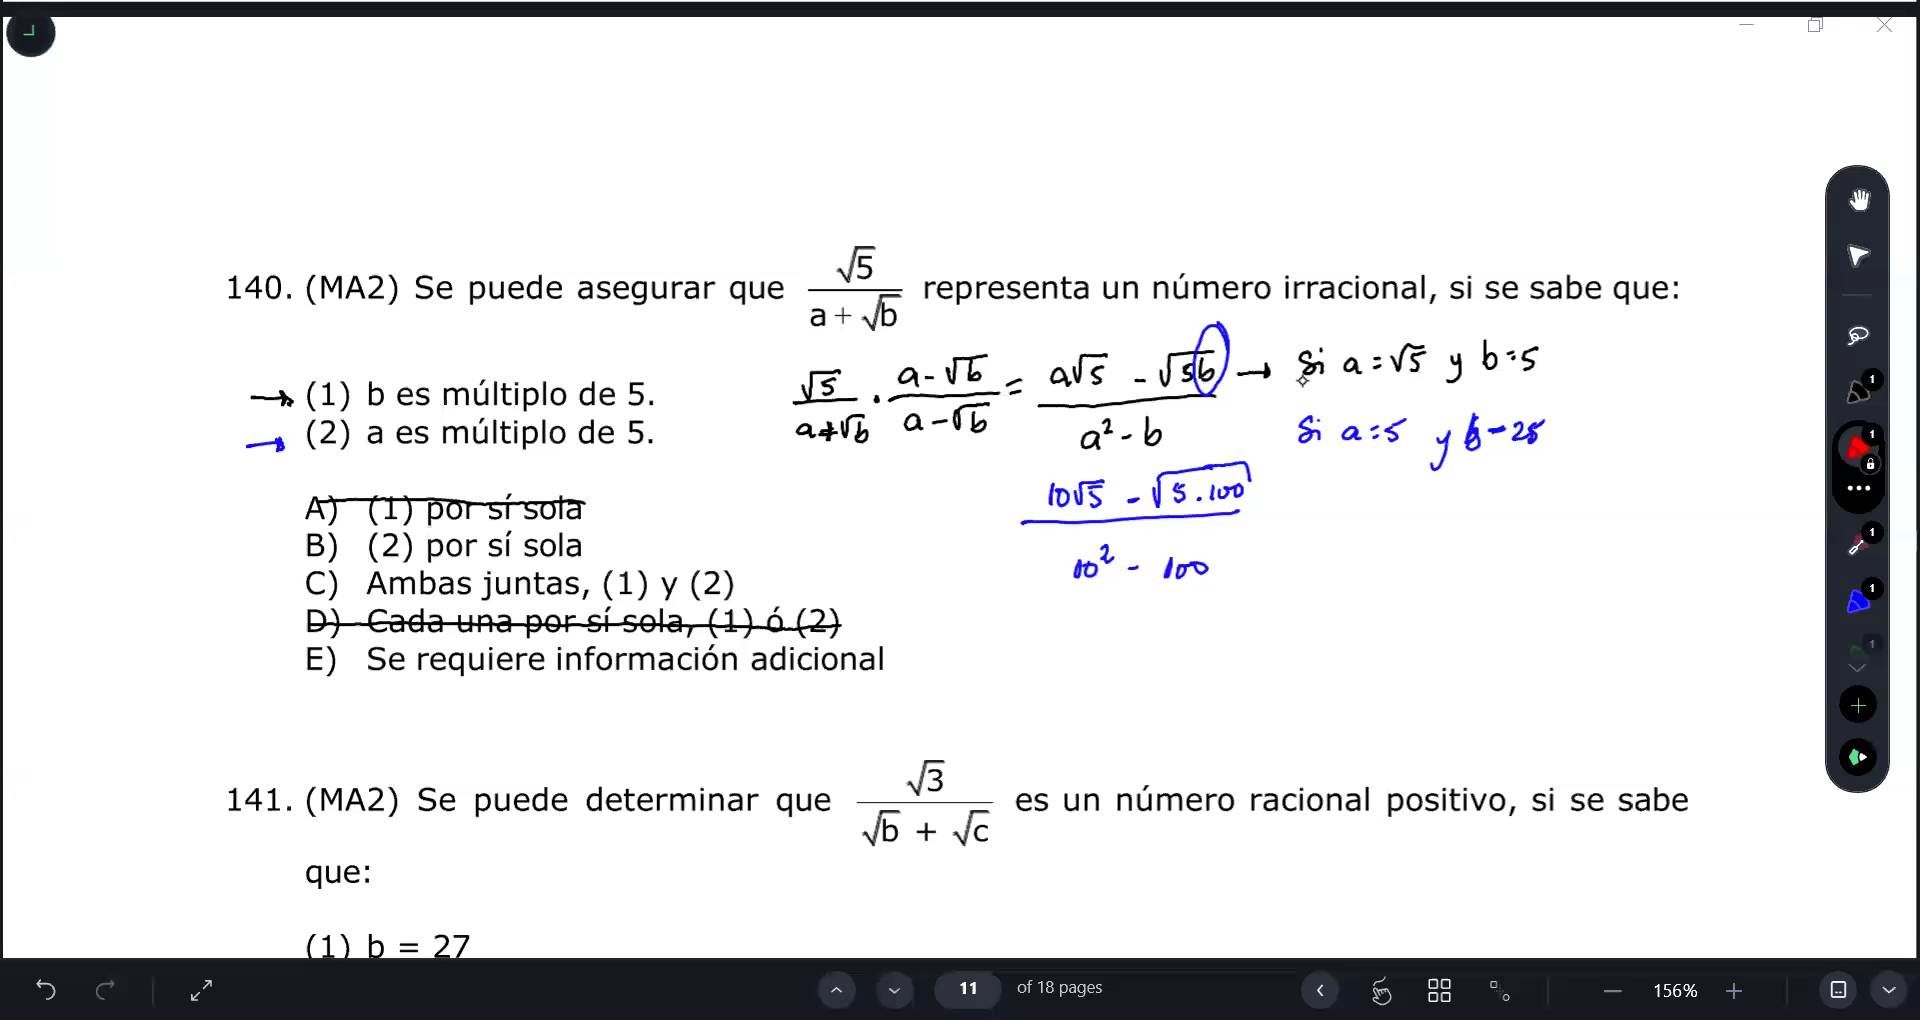 140. (MA2) Se puede asegurar que √5 / (a + √b) representa un número irracional, si se sabe que:
(1) b es múltiplo de 5.
(2) a es múltiplo de 5.
√5 / (a+√b) · (a-√b) / (a-√b) = (a√5 - √5b) / (a² - b) → Si a = √5 y b = 5
Si a = 5 y b = 25
(10√5 - √5.100) / (10² - 100)
A) (1) por sí sola
B) (2) por sí sola
C) Ambas juntas, (1) y (2)
D) Cada una por sí sola, (1) ó (2)
E) Se requiere información adicional
141. (MA2) Se puede determinar que √3 / (√b + √c) es un número racional positivo, si se sabe
que:
(1) b = 27
11 of 18 pages
156%